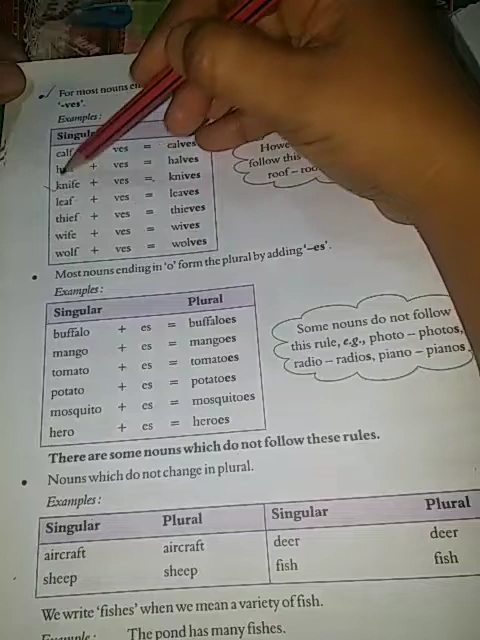 For most nouns en
'-ves'.
Examples:
Singular
calf ves = calves
+ ves = halves
knife + ves = knives
leaf + ves = leaves
thief + ves = thieves
wife + ves = wives
wolf + ves = wolves
Howe
follow this
roof – roo
Most nouns ending in 'o' form the plural by adding '–es'.
Examples:
Singular Plural
buffalo + es = buffaloes
mango + es = mangoes
tomato + es = tomatoes
potato + es = potatoes
mosquito + es = mosquitoes
hero + es = heroes
Some nouns do not follow
this rule, e.g., photo – photos,
radio – radios, piano – pianos.
There are some nouns which do not follow these rules.
Nouns which do not change in plural.
Examples:
Singular Plural Singular Plural
aircraft aircraft deer deer
sheep sheep fish fish
We write 'fishes' when we mean a variety of fish.
Example: The pond has many fishes.